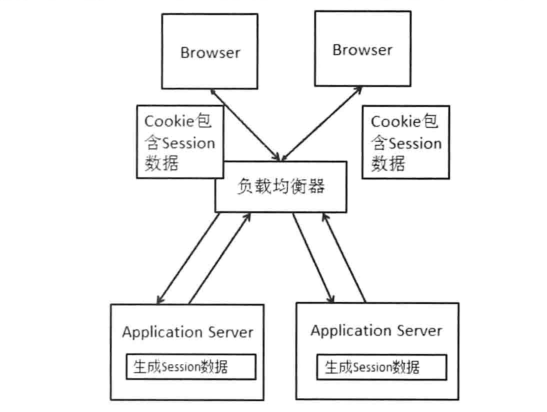 Browser
Browser
Cookie包
含Session
数据
Cookie包
含Session
数据
负载均衡器
Application Server
生成Session数据
Application Server
生成Session数据